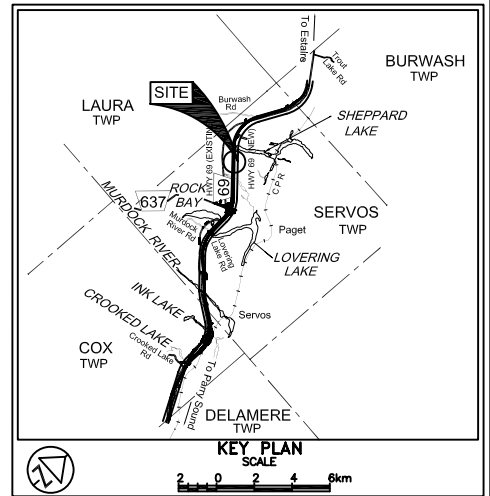 To Estaire
Trout
Lake Rd
BURWASH
TWP
SITE
LAURA
TWP
Burwash
Rd
SHEPPARD
LAKE
HWY 69 (EXISTING)
HWY 69 (NEW)
CPR
69
ROCK
BAY
637
MURDOCK RIVER
Murdock
River Rd
SERVOS
TWP
Paget
Lovering
Lake Rd
LOVERING
LAKE
INK LAKE
CROOKED LAKE
Servos
Crooked Lake
Rd
COX
TWP
To Parry Sound
DELAMERE
TWP
KEY PLAN
SCALE
2 0 2 4 6km